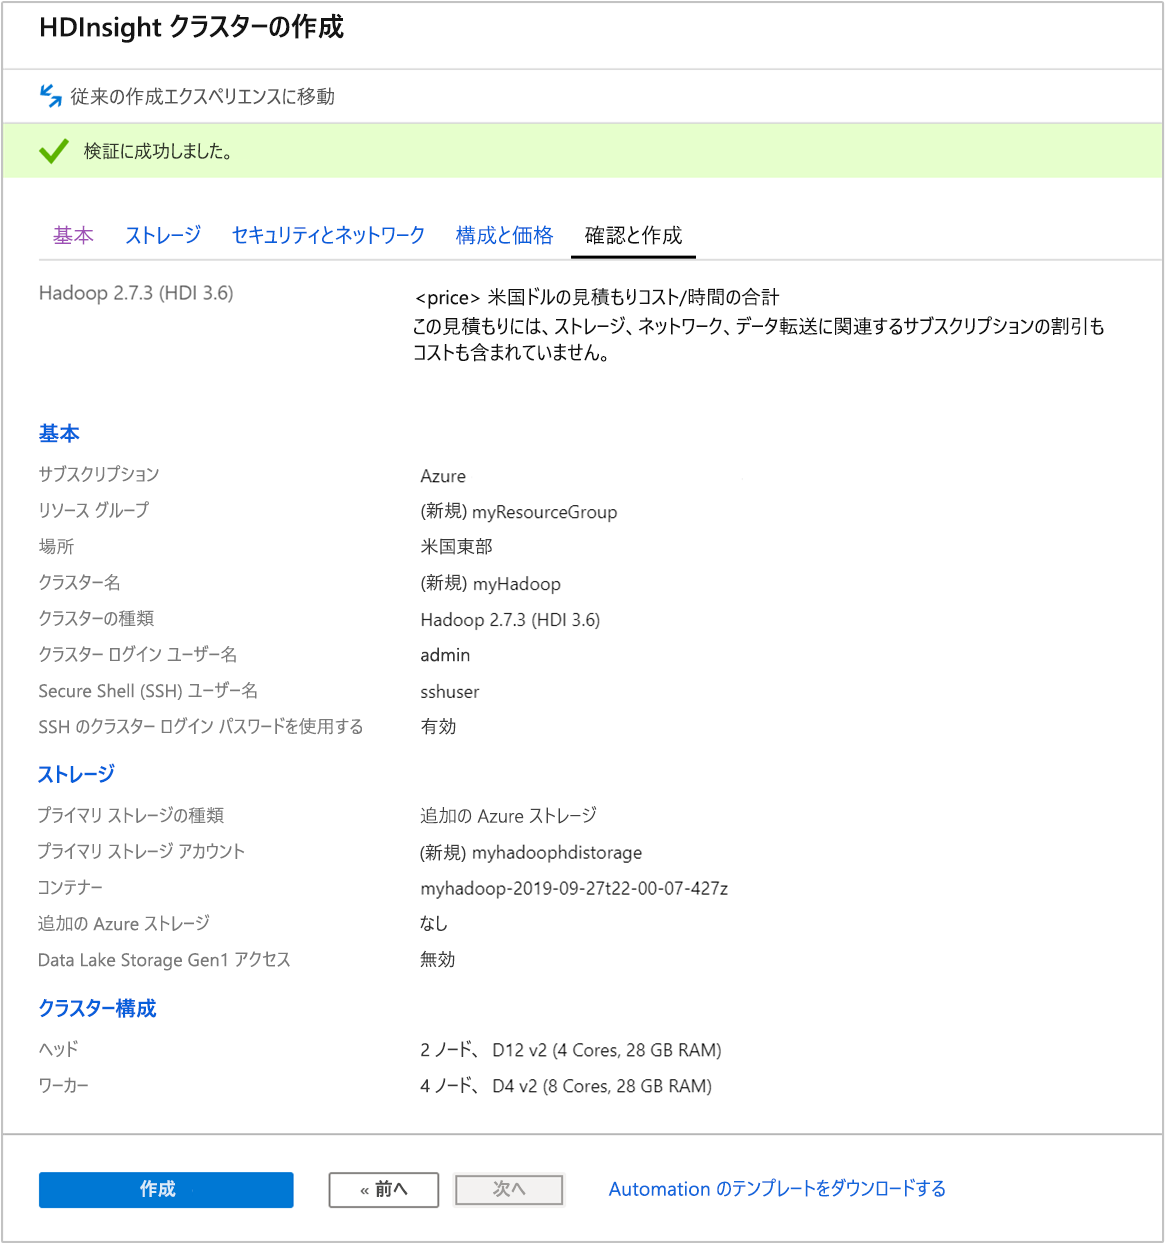 HDInsight クラスターの作成
従来の作成エクスペリエンスに移動
検証に成功しました。
基本 ストレージ セキュリティとネットワーク 構成と価格 確認と作成
Hadoop 2.7.3 (HDI 3.6)
<price> 米国ドルの見積もりコスト/時間の合計
この見積もりには、ストレージ、ネットワーク、データ転送に関連するサブスクリプションの割引も
コストも含まれていません。
基本
サブスクリプション Azure
リソース グループ (新規) myResourceGroup
場所 米国東部
クラスター名 (新規) myHadoop
クラスターの種類 Hadoop 2.7.3 (HDI 3.6)
クラスター ログイン ユーザー名 admin
Secure Shell (SSH) ユーザー名 sshuser
SSH のクラスター ログイン パスワードを使用する 有効
ストレージ
プライマリ ストレージの種類 追加の Azure ストレージ
プライマリ ストレージ アカウント (新規) myhadoophdistorage
コンテナー myhadoop-2019-09-27t22-00-07-427z
追加の Azure ストレージ なし
Data Lake Storage Gen1 アクセス 無効
クラスター構成
ヘッド 2 ノード、 D12 v2 (4 Cores, 28 GB RAM)
ワーカー 4 ノード、 D4 v2 (8 Cores, 28 GB RAM)
作成 « 前へ 次へ Automation のテンプレートをダウンロードする